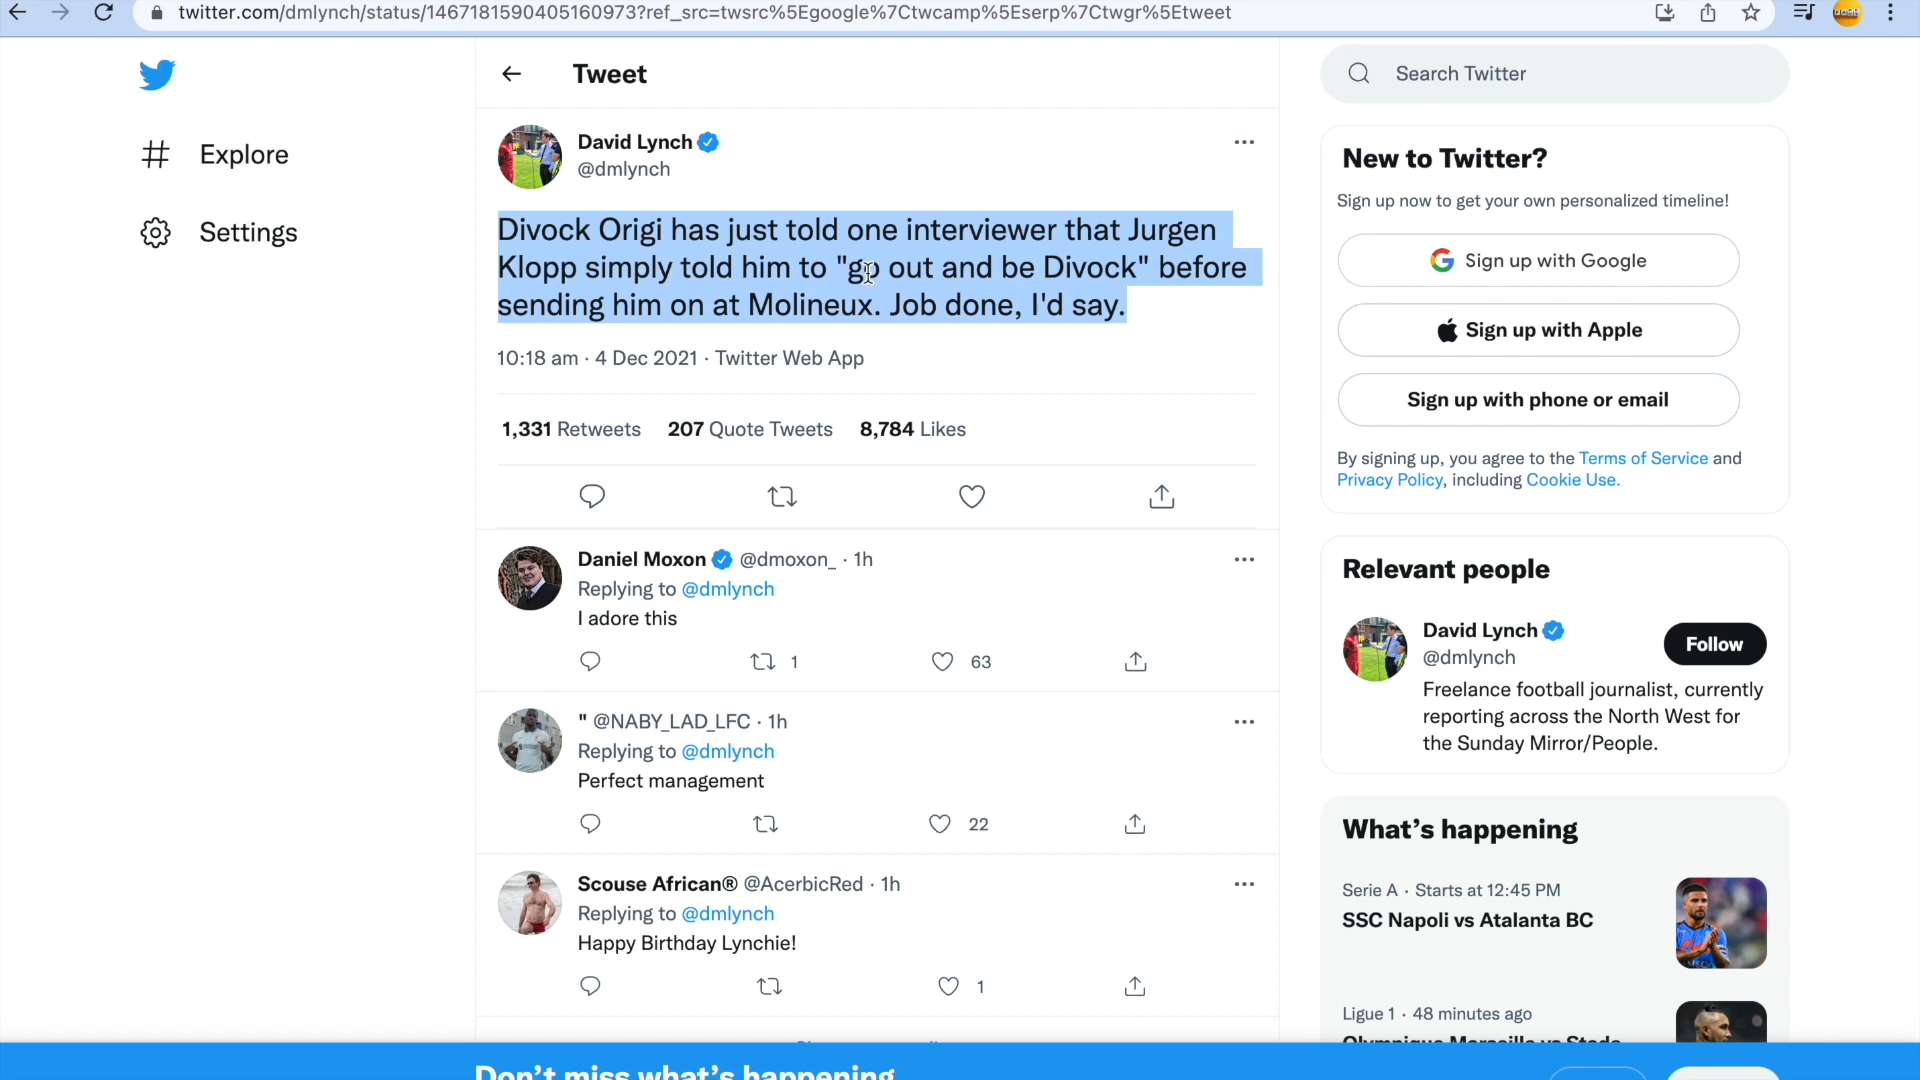 twitter.com/dmlynch/status/1467181590405160973?ref_src=twsrc%5Egoogle%7Ctwcamp%5Eserp%7Ctwgr%5Etweet
Explore
Settings
Tweet
David Lynch
@dmlynch
Divock Origi has just told one interviewer that Jurgen
Klopp simply told him to "go out and be Divock" before
sending him on at Molineux. Job done, I'd say.
10:18 am · 4 Dec 2021 · Twitter Web App
1,331 Retweets 207 Quote Tweets 8,784 Likes
Daniel Moxon @dmoxon_ · 1h
Replying to @dmlynch
I adore this
1 63
" @NABY_LAD_LFC · 1h
Replying to @dmlynch
Perfect management
22
Scouse African® @AcerbicRed · 1h
Replying to @dmlynch
Happy Birthday Lynchie!
1
Search Twitter
New to Twitter?
Sign up now to get your own personalized timeline!
Sign up with Google
Sign up with Apple
Sign up with phone or email
By signing up, you agree to the Terms of Service and
Privacy Policy, including Cookie Use.
Relevant people
David Lynch
@dmlynch
Follow
Freelance football journalist, currently
reporting across the North West for
the Sunday Mirror/People.
What's happening
Serie A · Starts at 12:45 PM
SSC Napoli vs Atalanta BC
Ligue 1 · 48 minutes ago
Olympique Marseille vs Stade
Don't miss what's happening